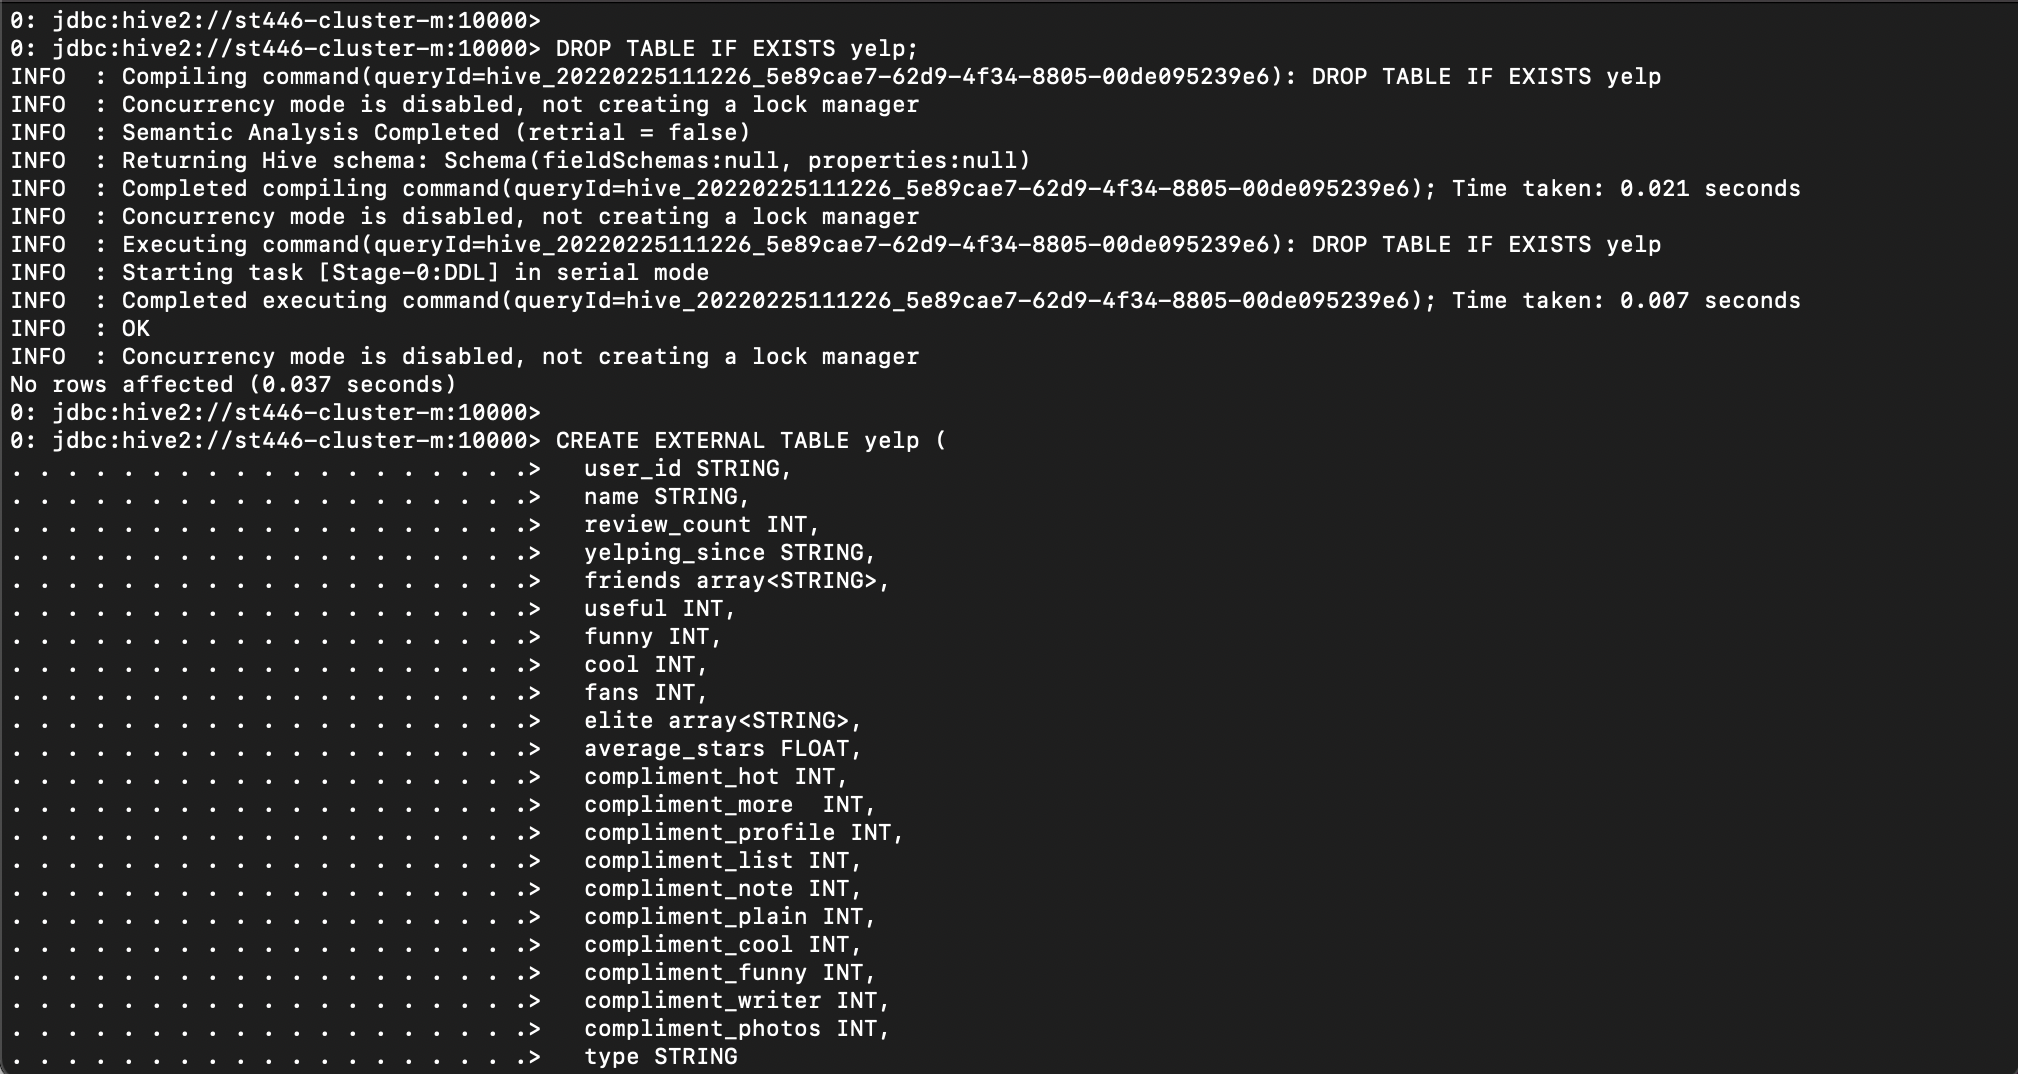 0: jdbc:hive2://st446-cluster-m:10000>
0: jdbc:hive2://st446-cluster-m:10000> DROP TABLE IF EXISTS yelp;
INFO  : Compiling command(queryId=hive_20220225111226_5e89cae7-62d9-4f34-8805-00de095239e6): DROP TABLE IF EXISTS yelp
INFO  : Concurrency mode is disabled, not creating a lock manager
INFO  : Semantic Analysis Completed (retrial = false)
INFO  : Returning Hive schema: Schema(fieldSchemas:null, properties:null)
INFO  : Completed compiling command(queryId=hive_20220225111226_5e89cae7-62d9-4f34-8805-00de095239e6); Time taken: 0.021 seconds
INFO  : Concurrency mode is disabled, not creating a lock manager
INFO  : Executing command(queryId=hive_20220225111226_5e89cae7-62d9-4f34-8805-00de095239e6): DROP TABLE IF EXISTS yelp
INFO  : Starting task [Stage-0:DDL] in serial mode
INFO  : Completed executing command(queryId=hive_20220225111226_5e89cae7-62d9-4f34-8805-00de095239e6); Time taken: 0.007 seconds
INFO  : OK
INFO  : Concurrency mode is disabled, not creating a lock manager
No rows affected (0.037 seconds)
0: jdbc:hive2://st446-cluster-m:10000>
0: jdbc:hive2://st446-cluster-m:10000> CREATE EXTERNAL TABLE yelp (
. . . . . . . . . . . . . . . . . . .>   user_id STRING,
. . . . . . . . . . . . . . . . . . .>   name STRING,
. . . . . . . . . . . . . . . . . . .>   review_count INT,
. . . . . . . . . . . . . . . . . . .>   yelping_since STRING,
. . . . . . . . . . . . . . . . . . .>   friends array<STRING>,
. . . . . . . . . . . . . . . . . . .>   useful INT,
. . . . . . . . . . . . . . . . . . .>   funny INT,
. . . . . . . . . . . . . . . . . . .>   cool INT,
. . . . . . . . . . . . . . . . . . .>   fans INT,
. . . . . . . . . . . . . . . . . . .>   elite array<STRING>,
. . . . . . . . . . . . . . . . . . .>   average_stars FLOAT,
. . . . . . . . . . . . . . . . . . .>   compliment_hot INT,
. . . . . . . . . . . . . . . . . . .>   compliment_more  INT,
. . . . . . . . . . . . . . . . . . .>   compliment_profile INT,
. . . . . . . . . . . . . . . . . . .>   compliment_list INT,
. . . . . . . . . . . . . . . . . . .>   compliment_note INT,
. . . . . . . . . . . . . . . . . . .>   compliment_plain INT,
. . . . . . . . . . . . . . . . . . .>   compliment_cool INT,
. . . . . . . . . . . . . . . . . . .>   compliment_funny INT,
. . . . . . . . . . . . . . . . . . .>   compliment_writer INT,
. . . . . . . . . . . . . . . . . . .>   compliment_photos INT,
. . . . . . . . . . . . . . . . . . .>   type STRING